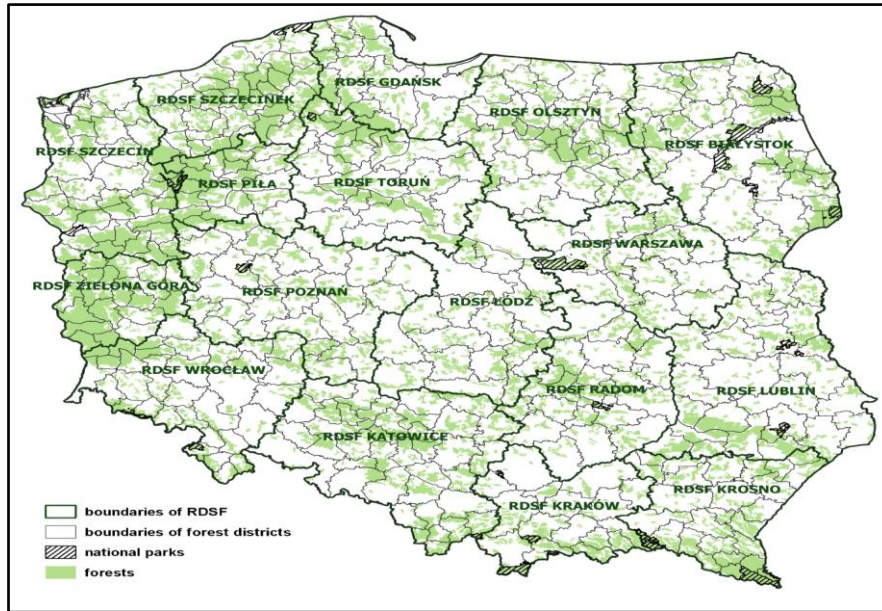 RDSF GDAŃSK
RDSF SZCZECINEK
RDSF OLSZTYN
RDSF SZCZECIN
RDSF BIAŁYSTOK
RDSF PIŁA
RDSF TORUŃ
RDSF WARSZAWA
RDSF ZIELONA GÓRA
RDSF POZNAŃ
RDSF ŁÓDŹ
RDSF WROCŁAW
RDSF RADOM
RDSF LUBLIN
RDSF KATOWICE
RDSF KROSNO
RDSF KRAKÓW
boundaries of RDSF
boundaries of forest districts
national parks
forests